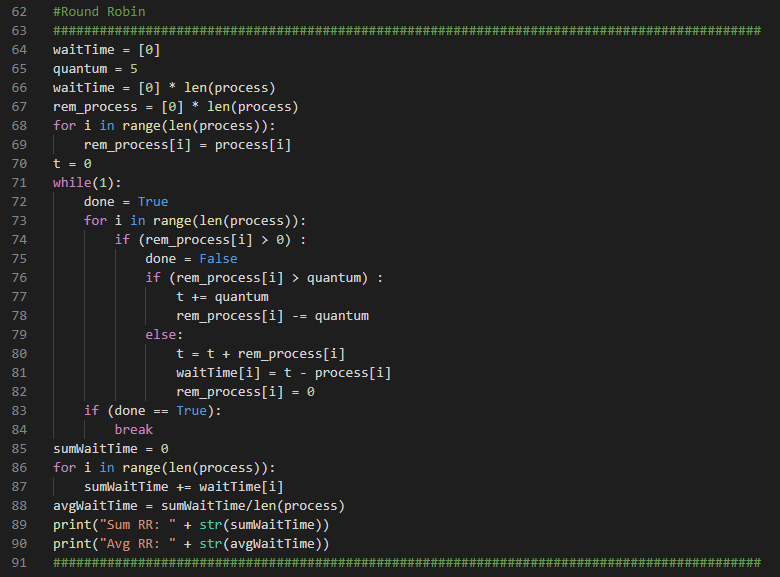 62 #Round Robin
63 ############################################################################################
64 waitTime = [0]
65 quantum = 5
66 waitTime = [0] * len(process)
67 rem_process = [0] * len(process)
68 for i in range(len(process)):
69     rem_process[i] = process[i]
70 t = 0
71 while(1):
72     done = True
73     for i in range(len(process)):
74         if (rem_process[i] > 0) :
75             done = False
76             if (rem_process[i] > quantum) :
77                 t += quantum
78                 rem_process[i] -= quantum
79             else:
80                 t = t + rem_process[i]
81                 waitTime[i] = t - process[i]
82                 rem_process[i] = 0
83     if (done == True):
84         break
85 sumWaitTime = 0
86 for i in range(len(process)):
87     sumWaitTime += waitTime[i]
88 avgWaitTime = sumWaitTime/len(process)
89 print("Sum RR: " + str(sumWaitTime))
90 print("Avg RR: " + str(avgWaitTime))
91 ############################################################################################